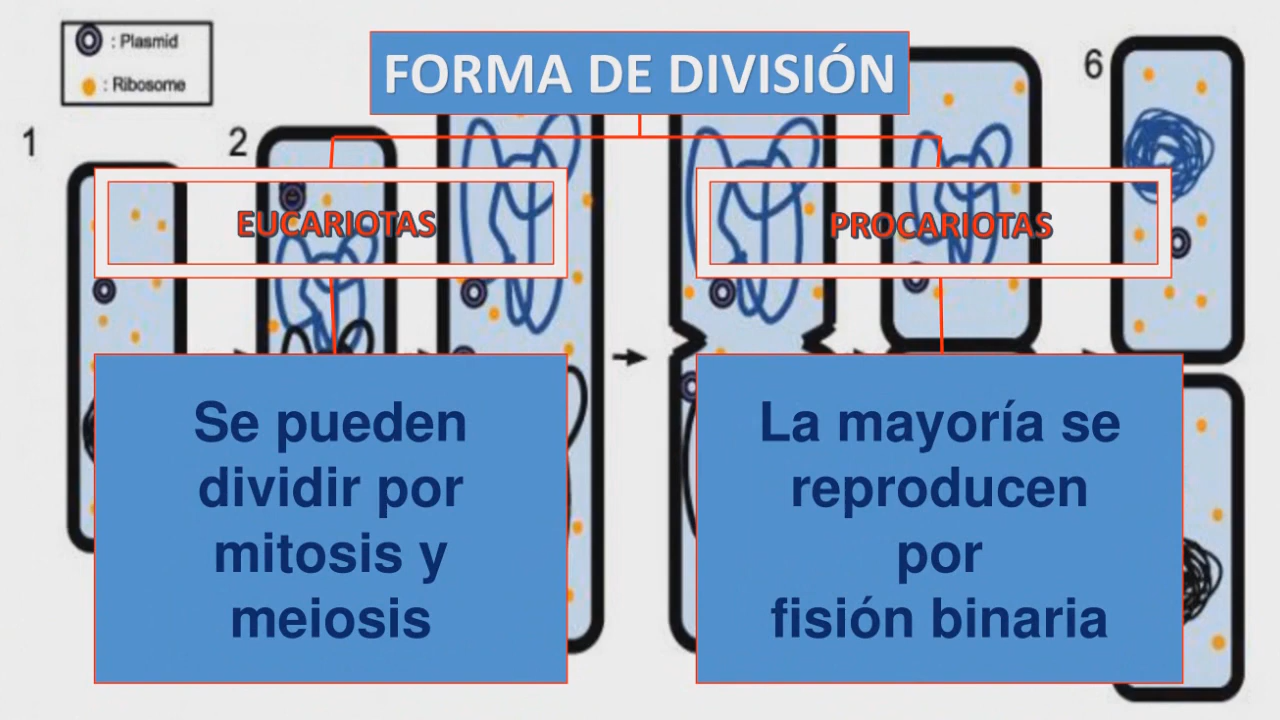 : Plasmid
: Ribosome
FORMA DE DIVISIÓN
1
2
6
EUCARIOTAS
PROCARIOTAS
Se pueden
dividir por
mitosis y
meiosis
La mayoría se
reproducen
por
fisión binaria